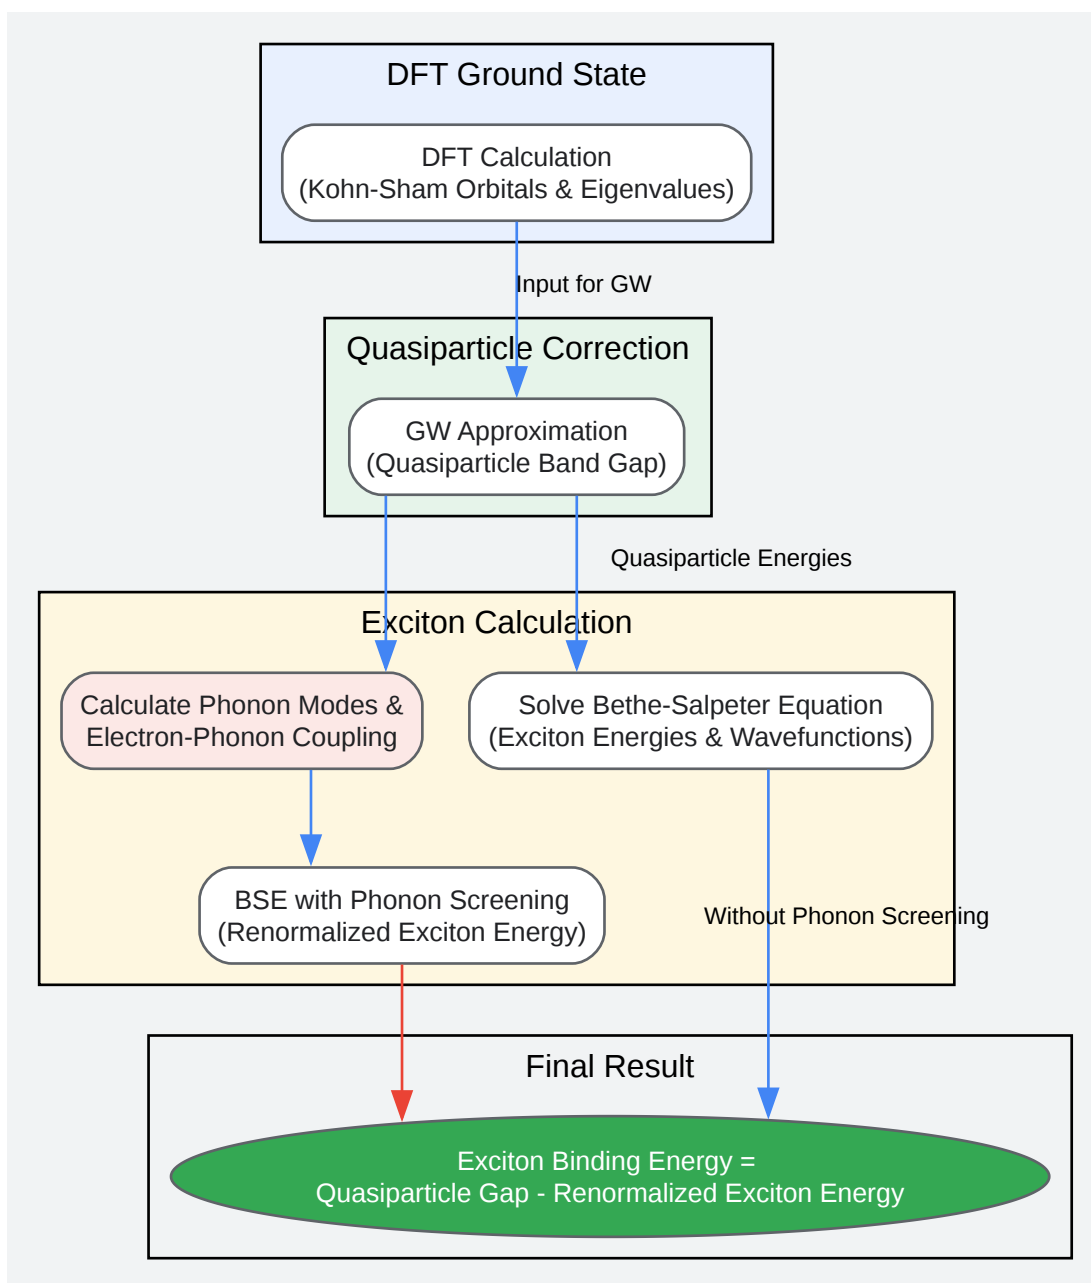 DFT Ground State
DFT Calculation
(Kohn-Sham Orbitals & Eigenvalues)
Input for GW
Quasiparticle Correction
GW Approximation
(Quasiparticle Band Gap)
Quasiparticle Energies
Exciton Calculation
Calculate Phonon Modes &
Electron-Phonon Coupling
Solve Bethe-Salpeter Equation
(Exciton Energies & Wavefunctions)
BSE with Phonon Screening
(Renormalized Exciton Energy)
Without Phonon Screening
Final Result
Exciton Binding Energy =
Quasiparticle Gap - Renormalized Exciton Energy